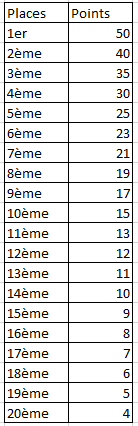 Places Points
1er 50
2ème 40
3ème 35
4ème 30
5ème 25
6ème 23
7ème 21
8ème 19
9ème 17
10ème 15
11ème 13
12ème 12
13ème 11
14ème 10
15ème 9
16ème 8
17ème 7
18ème 6
19ème 5
20ème 4